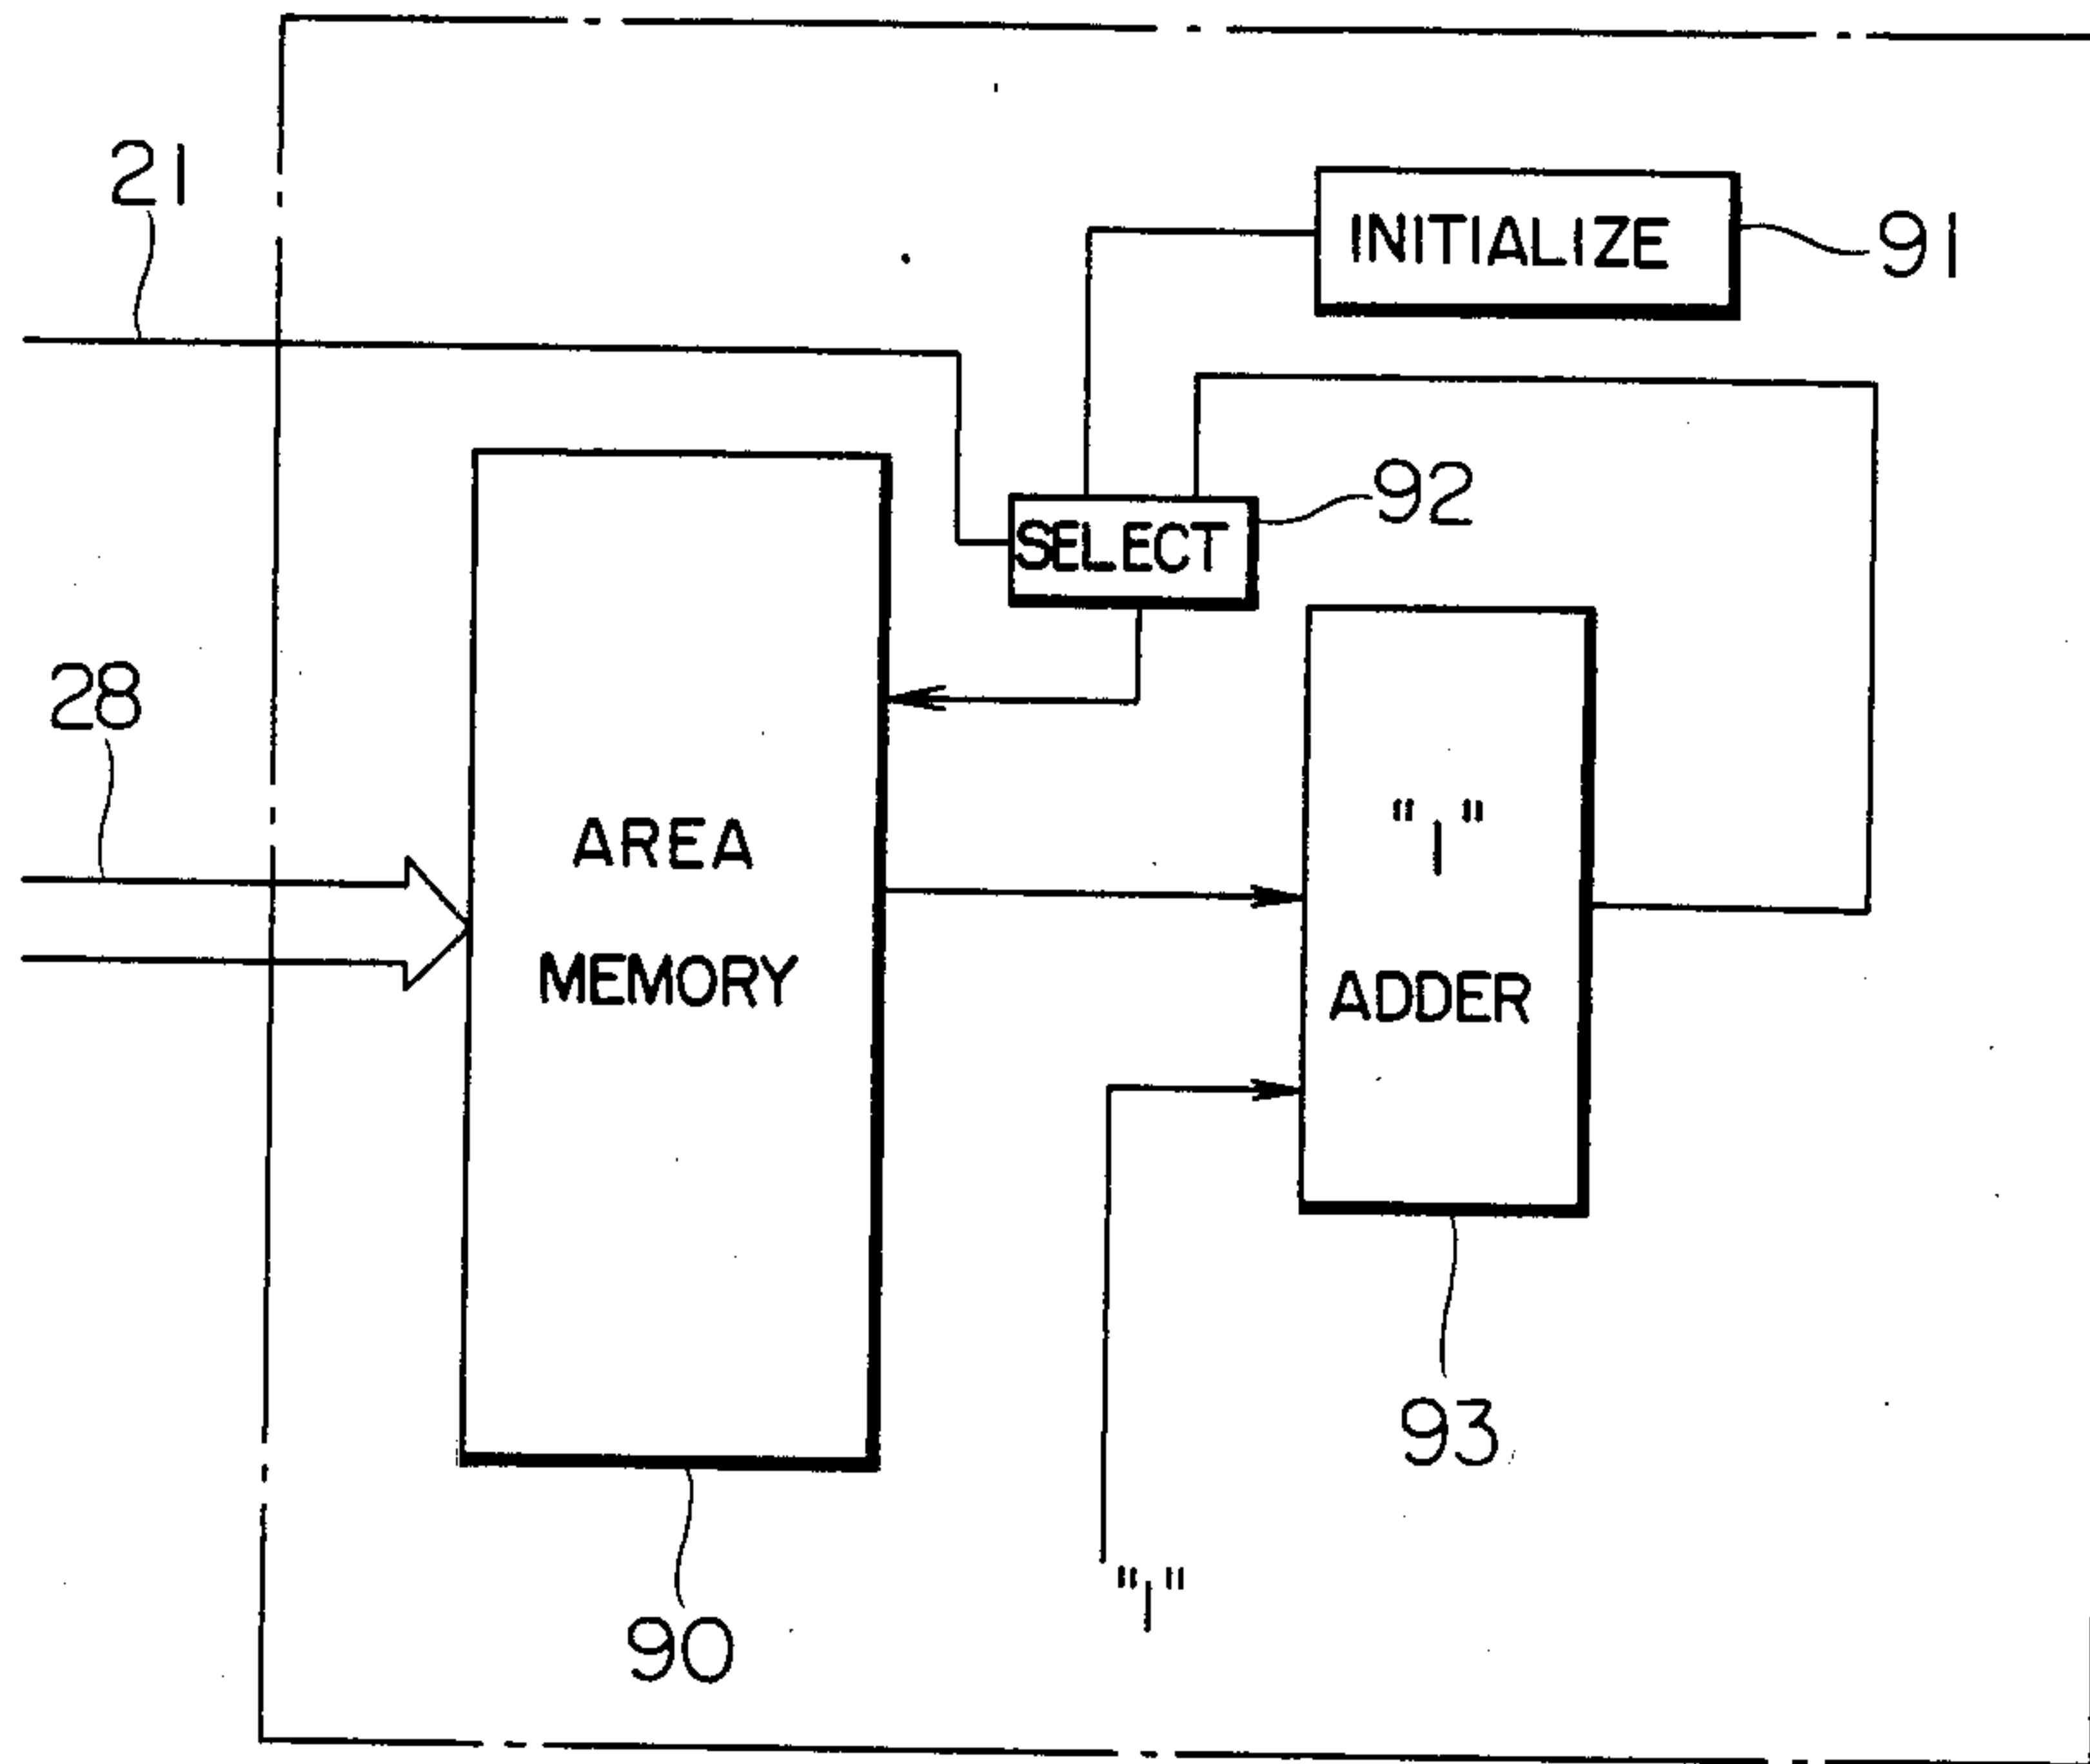 21
INITIALIZE
91
92
SELECT
28
AREA
MEMORY
"1"
ADDER
93
"1"
90